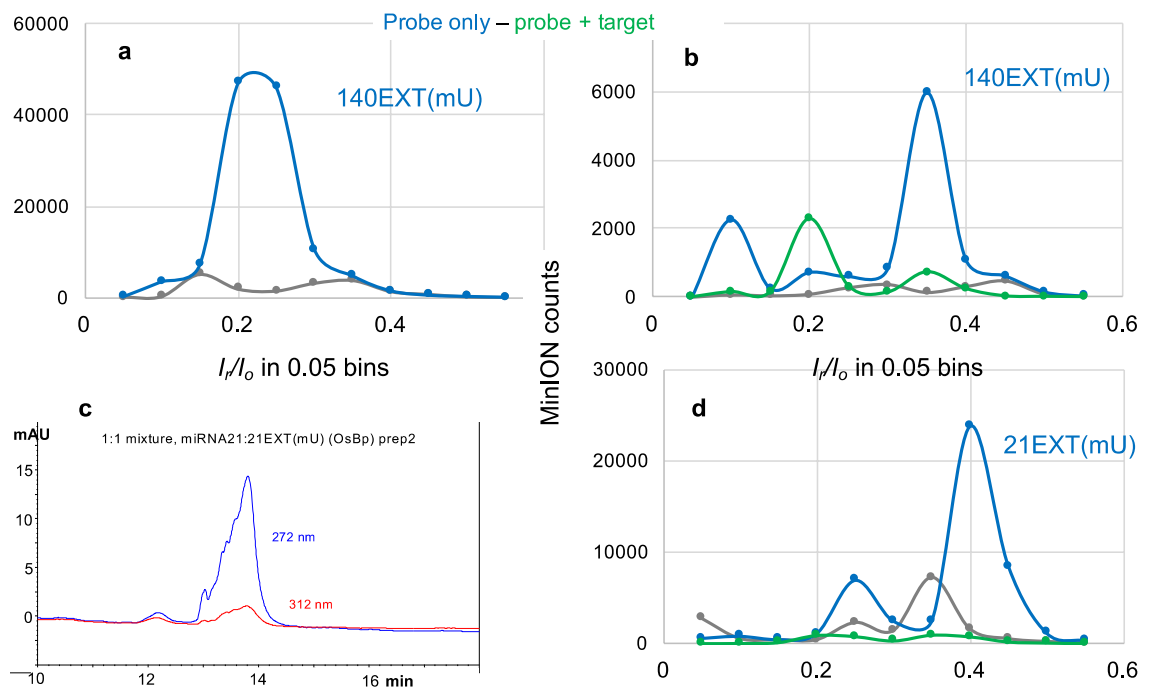 Probe only – probe + target
60000
40000
20000
0
a
140EXT(mU)
0
0.2
0.4
Ir/Io in 0.05 bins
MinION counts
b
140EXT(mU)
6000
4000
2000
0
0
0.2
0.4
0.6
Ir/Io in 0.05 bins
c
mAU
1:1 mixture, miRNA21:21EXT(mU) (OsBp) prep2
15
10
5
0
272 nm
312 nm
10
12
14
16
min
d
21EXT(mU)
30000
20000
10000
0
0
0.2
0.4
0.6